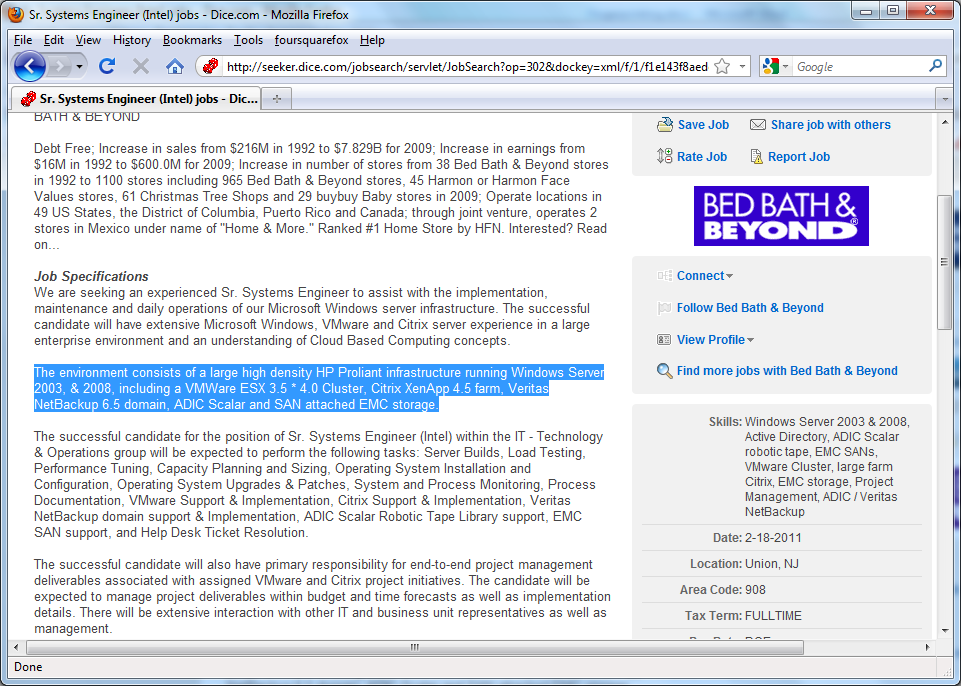 Sr. Systems Engineer (Intel) jobs - Dice.com - Mozilla Firefox
File Edit View History Bookmarks Tools foursquarefox Help
http://seeker.dice.com/jobsearch/servlet/JobSearch?op=302&dockey=xml/f/1/f1e143f8aed
Google
Sr. Systems Engineer (Intel) jobs - Dic...
BATH & BEYOND
Debt Free; Increase in sales from $216M in 1992 to $7.829B for 2009; Increase in earnings from
$16M in 1992 to $600.0M for 2009; Increase in number of stores from 38 Bed Bath & Beyond stores
in 1992 to 1100 stores including 965 Bed Bath & Beyond stores, 45 Harmon or Harmon Face
Values stores, 61 Christmas Tree Shops and 29 buybuy Baby stores in 2009; Operate locations in
49 US States, the District of Columbia, Puerto Rico and Canada; through joint venture, operates 2
stores in Mexico under name of "Home & More." Ranked #1 Home Store by HFN. Interested? Read
on...
Job Specifications
We are seeking an experienced Sr. Systems Engineer to assist with the implementation,
maintenance and daily operations of our Microsoft Windows server infrastructure. The successful
candidate will have extensive Microsoft Windows, VMware and Citrix server experience in a large
enterprise environment and an understanding of Cloud Based Computing concepts.
The environment consists of a large high density HP Proliant infrastructure running Windows Server
2003, & 2008, including a VMWare ESX 3.5 * 4.0 Cluster, Citrix XenApp 4.5 farm, Veritas
NetBackup 6.5 domain, ADIC Scalar and SAN attached EMC storage.
The successful candidate for the position of Sr. Systems Engineer (Intel) within the IT - Technology
& Operations group will be expected to perform the following tasks: Server Builds, Load Testing,
Performance Tuning, Capacity Planning and Sizing, Operating System Installation and
Configuration, Operating System Upgrades & Patches, System and Process Monitoring, Process
Documentation, VMware Support & Implementation, Citrix Support & Implementation, Veritas
NetBackup domain support & Implementation, ADIC Scalar Robotic Tape Library support, EMC
SAN support, and Help Desk Ticket Resolution.
The successful candidate will also have primary responsibility for end-to-end project management
deliverables associated with assigned VMware and Citrix project initiatives. The candidate will be
expected to manage project deliverables within budget and time forecasts as well as implementation
details. There will be extensive interaction with other IT and business unit representatives as well as
management.
Save Job Share job with others
Rate Job Report Job
BED BATH &
BEYOND®
Connect
Follow Bed Bath & Beyond
View Profile
Find more jobs with Bed Bath & Beyond
Skills: Windows Server 2003 & 2008,
Active Directory, ADIC Scalar
robotic tape, EMC SANs,
VMware Cluster, large farm
Citrix, EMC storage, Project
Management, ADIC / Veritas
NetBackup
Date: 2-18-2011
Location: Union, NJ
Area Code: 908
Tax Term: FULLTIME
Done